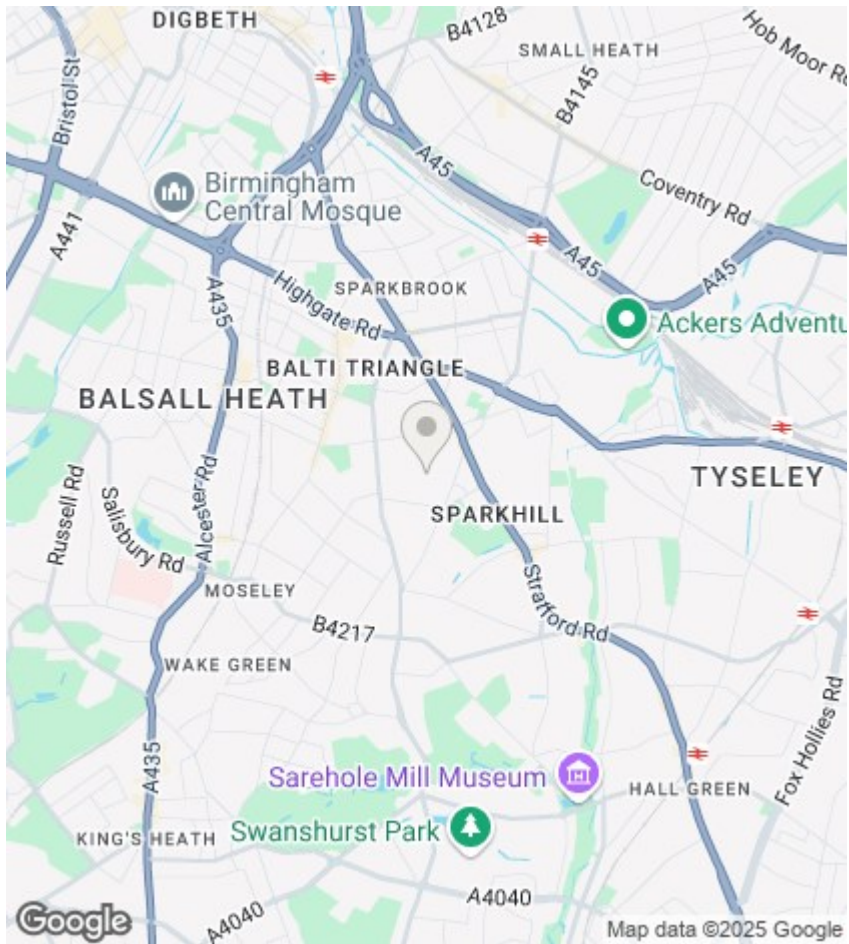 DIGBETH
B4128
Hob Moor Rd
SMALL HEATH
Bristol St
B4145
A45
Birmingham
Central Mosque
Coventry Rd
A441
A45
A45
A435
Highgate Rd
SPARKBROOK
Ackers Adventu
BALTI TRIANGLE
BALSALL HEATH
TYSELEY
Russell Rd
Salisbury Rd
Alcester Rd
SPARKHILL
MOSELEY
Stratford Rd
B4217
WAKE GREEN
Fox Hollies Rd
A435
Sarehole Mill Museum
HALL GREEN
Swanshurst Park
KING'S HEATH
A4040
A4040
Google
Map data ©2025 Google